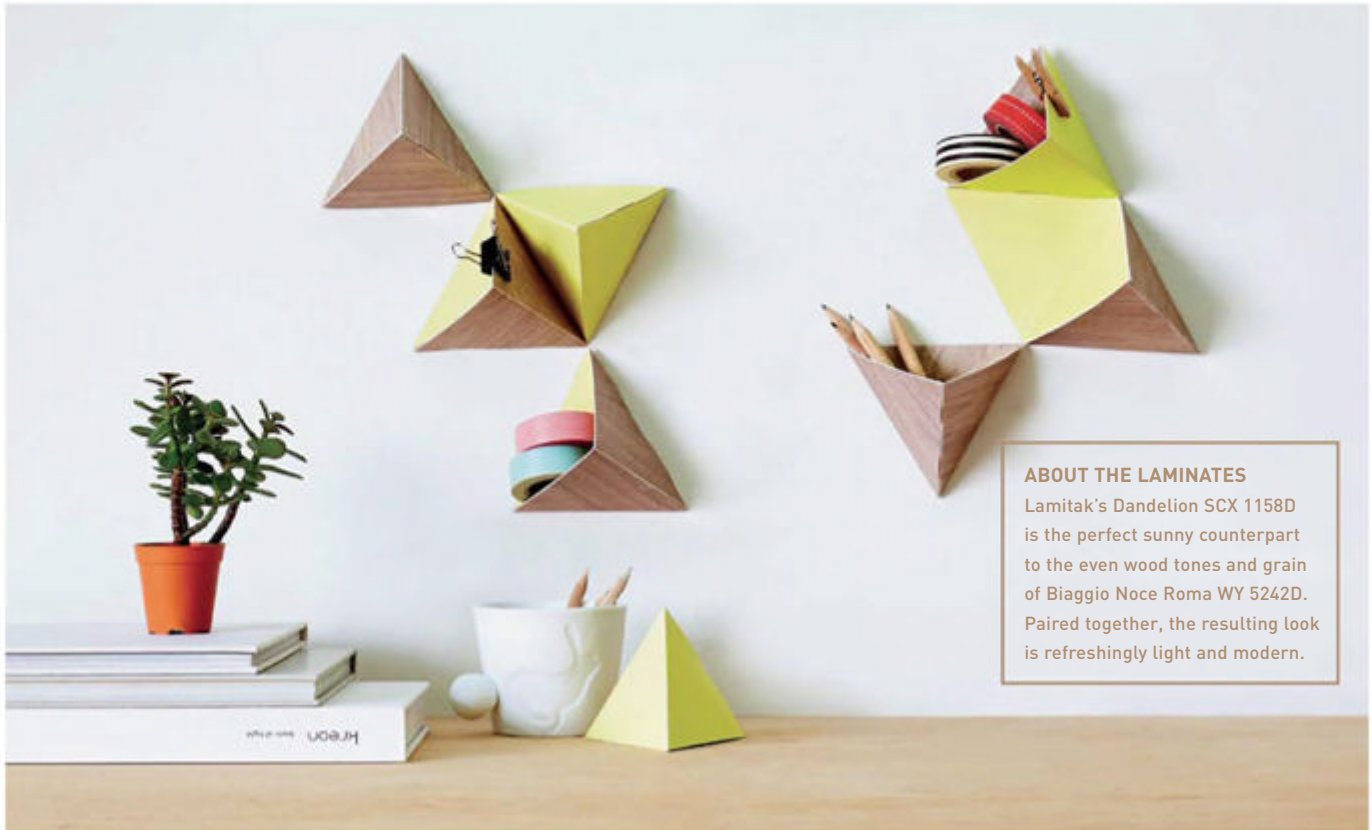 ABOUT THE LAMINATES
Lamitak's Dandelion SCX 1158D
is the perfect sunny counterpart
to the even wood tones and grain
of Biaggio Noce Roma WY 5242D.
Paired together, the resulting look
is refreshingly light and modern.
kreon